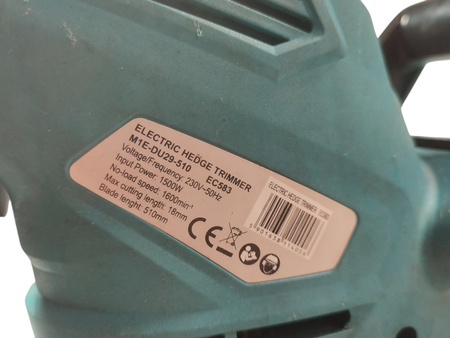 ELECTRIC HEDGE TRIMMER
M1E-DU29-510 EC583
Voltage/Frequency: 230V~50Hz
Input Power: 1500W
No-load speed: 1600min⁻¹
Max cutting length: 18mm
Blade lenght: 510mm
CE
ELECTRIC HEDGE TRIMMER